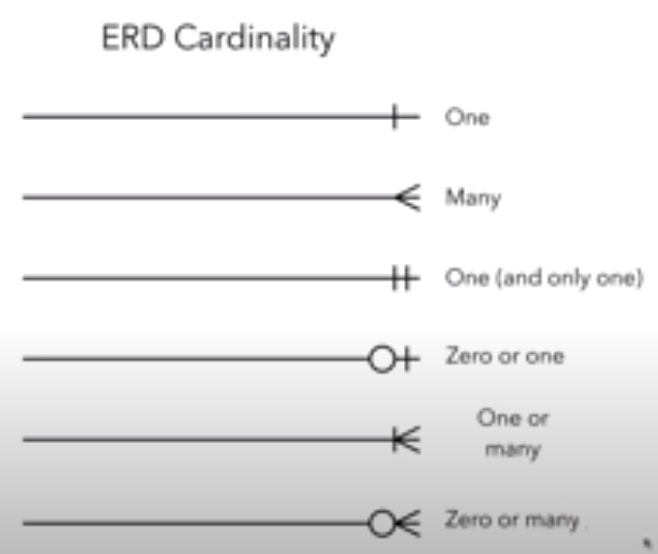 ERD Cardinality
One
Many
One (and only one)
Zero or one
One or
many
Zero or many